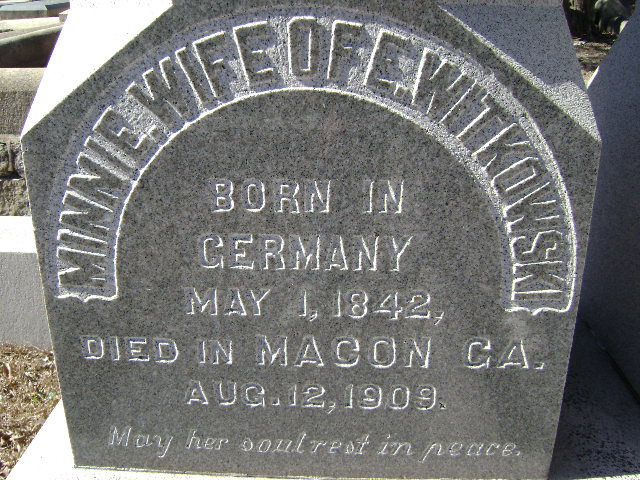 MINNIE, WIFE OF E. WITKOWSKI
BORN IN
GERMANY
MAY 1, 1842,
DIED IN MACON GA.
AUG. 12, 1909.
May her soul rest in peace.